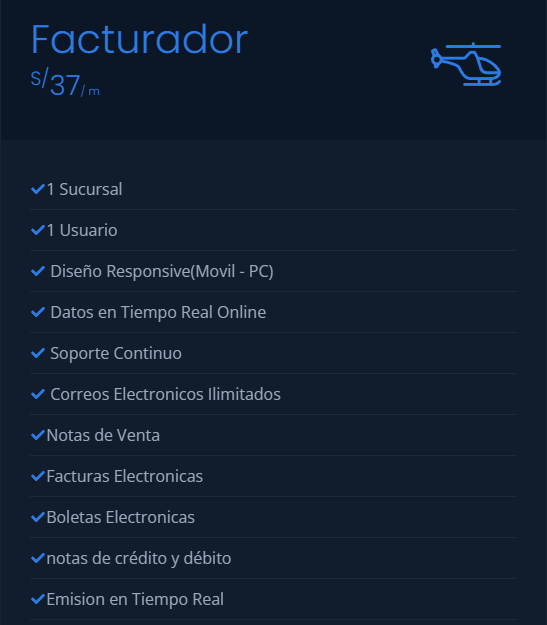 Facturador
S/37/ m
1 Sucursal
1 Usuario
Diseño Responsive(Movil - PC)
Datos en Tiempo Real Online
Soporte Continuo
Correos Electronicos Ilimitados
Notas de Venta
Facturas Electronicas
Boletas Electronicas
notas de crédito y débito
Emision en Tiempo Real